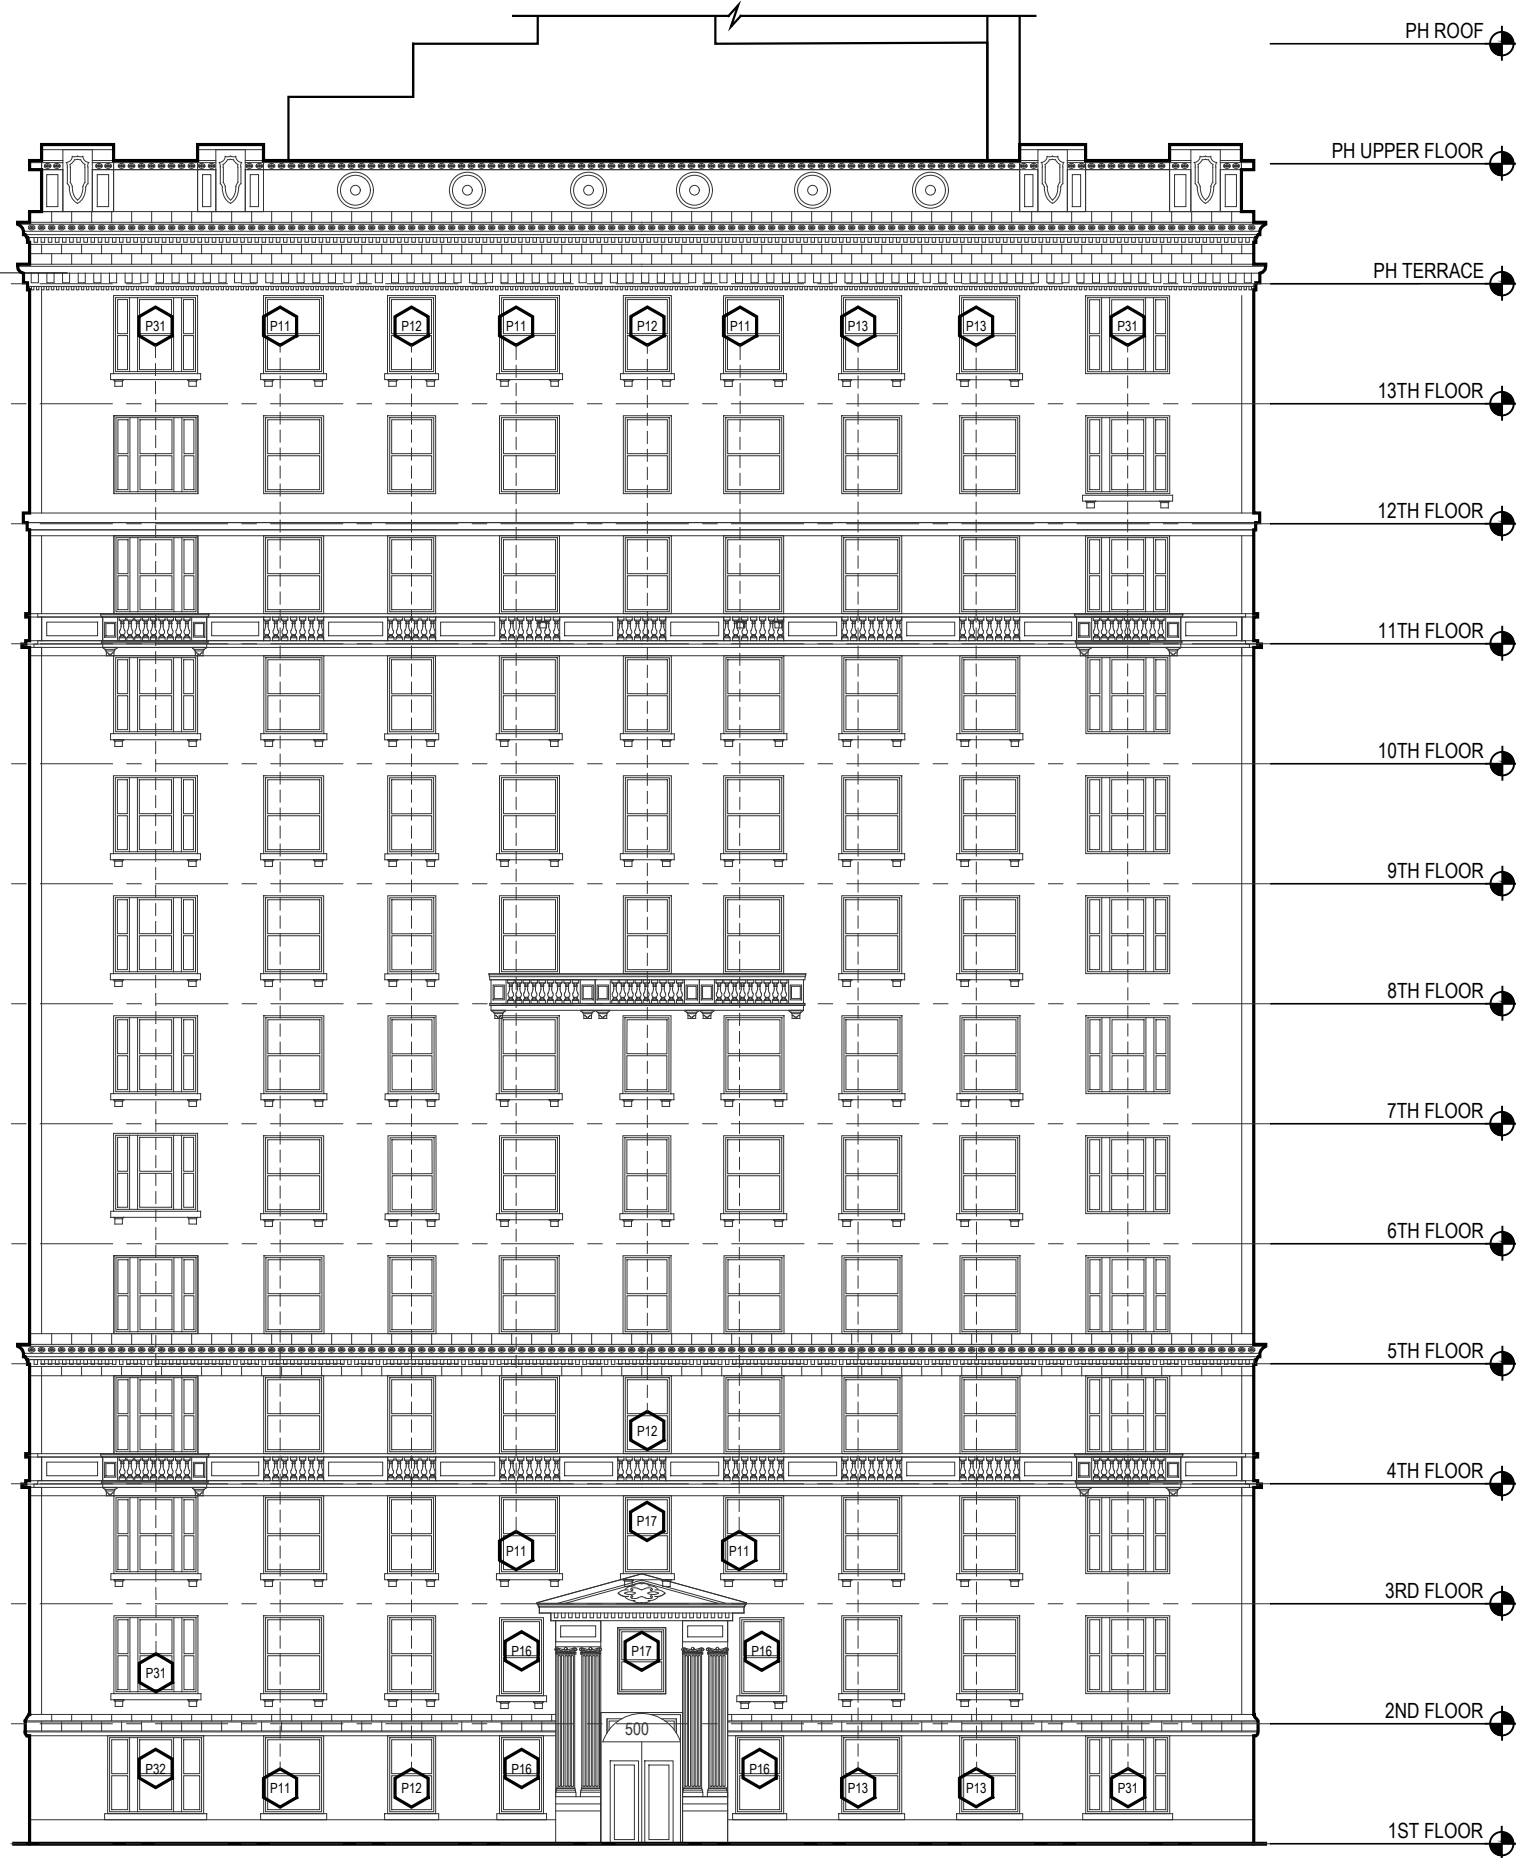 PH ROOF
PH UPPER FLOOR
PH TERRACE
P31 P11 P12 P11 P12 P11 P13 P13 P31
13TH FLOOR
12TH FLOOR
11TH FLOOR
10TH FLOOR
9TH FLOOR
8TH FLOOR
7TH FLOOR
6TH FLOOR
5TH FLOOR
P12
4TH FLOOR
P17
P11 P11
3RD FLOOR
P16 P17 P16
P31
2ND FLOOR
500
P32 P16 P16
P11 P12 P13 P13 P31
1ST FLOOR